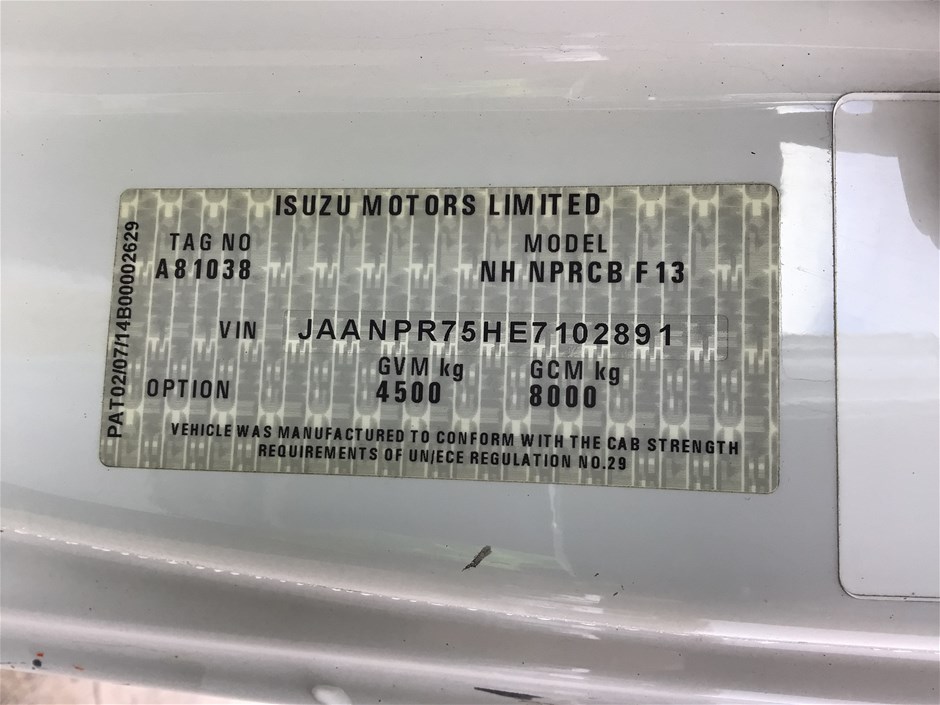 ISUZU MOTORS LIMITED
TAG NO MODEL
A81038 NH NPRCB F13
VIN JAANPR75HE7102891
GVM kg GCM kg
OPTION 4500 8000
VEHICLE WAS MANUFACTURED TO CONFORM WITH THE CAB STRENGTH
REQUIREMENTS OF UN/ECE REGULATION NO.29
PAT02/07/14B00002629